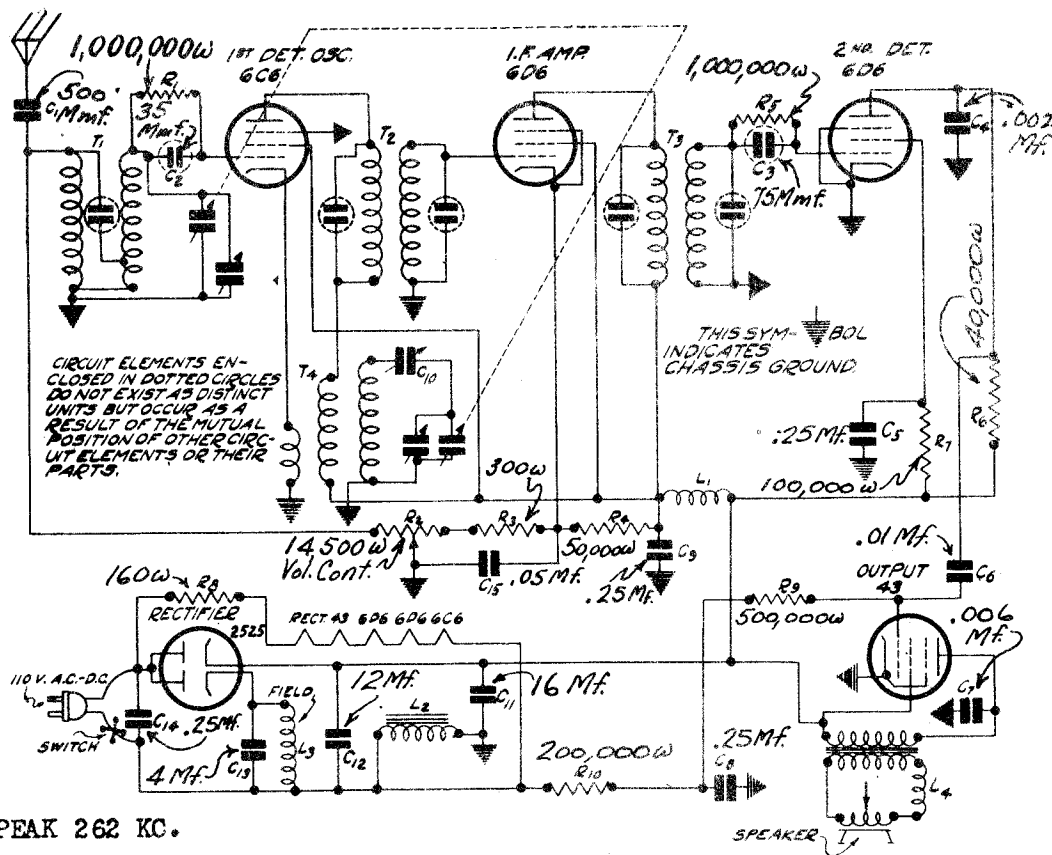 1,000,000ω
R1
500
Mmf.
C1
35
Mmf.
C2
T1
1ST DET. OSC.
6C6
T2
I.F. AMP.
6D6
T3
1,000,000ω
R5
C3
75Mmf.
2ND. DET.
6D6
C4
.002
Mf.
40,000ω
R6
CIRCUIT ELEMENTS EN-
CLOSED IN DOTTED CIRCLES
DO NOT EXIST AS DISTINCT
UNITS BUT OCCUR AS A
RESULT OF THE MUTUAL
POSITION OF OTHER CIRC-
UIT ELEMENTS OR THEIR
PARTS.
T4
C10
THIS SYM- BOL
INDICATES
CHASSIS GROUND.
.25Mf.
C5
R7
100,000ω
L1
300ω
R2
R3
R4
14,500ω
Vol. Cont.
C15
.05Mf.
50,000ω
C9
.25Mf.
.01Mf.
C6
OUTPUT
43
R9
500,000ω
.006
Mf.
C7
160ω
R8
RECTIFIER
25Z5
RECT. 43 6D6 6D6 6C6
110 V. A.C.-D.C.
SWITCH
C14
.25Mf.
4 Mf.
C13
FIELD
L3
12Mf.
C12
L2
16Mf.
C11
200,000ω
R10
.25Mf.
C8
L4
SPEAKER
PEAK 262 KC.